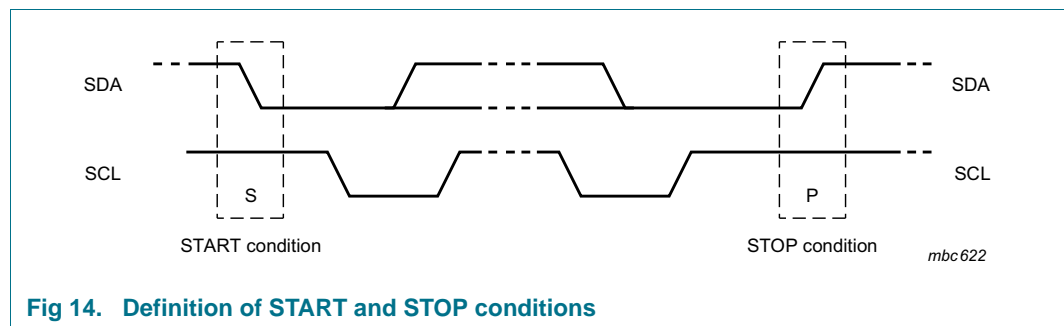 SDA
SDA
SCL
SCL
S
P
START condition
STOP condition
mbc622
Fig 14. Definition of START and STOP conditions